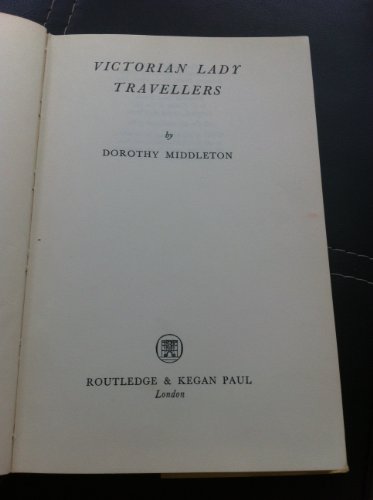 VICTORIAN LADY
TRAVELLERS
by
DOROTHY MIDDLETON
ROUTLEDGE & KEGAN PAUL
London